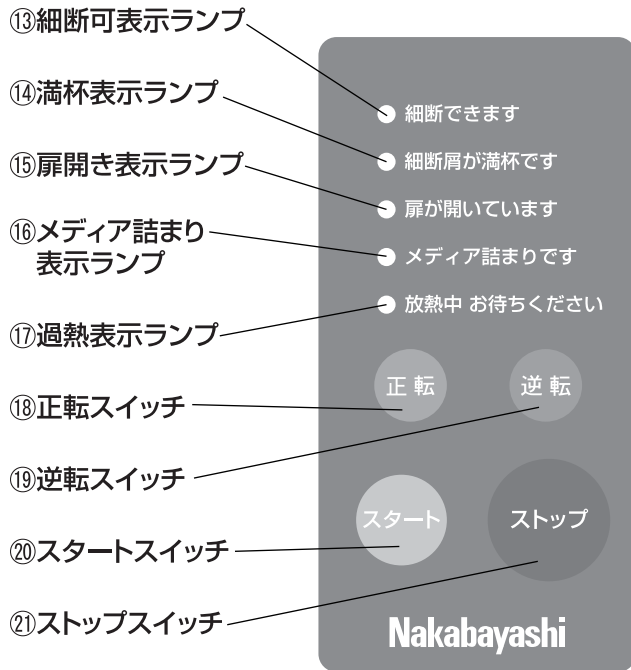 ⑬細断可表示ランプ
⑭満杯表示ランプ
⑮扉開き表示ランプ
⑯メディア詰まり
表示ランプ
⑰過熱表示ランプ
⑱正転スイッチ
⑲逆転スイッチ
⑳スタートスイッチ
㉑ストップスイッチ
細断できます
細断屑が満杯です
扉が開いています
メディア詰まりです
放熱中 お待ちください
正 転
逆 転
スタート
ストップ
Nakabayashi